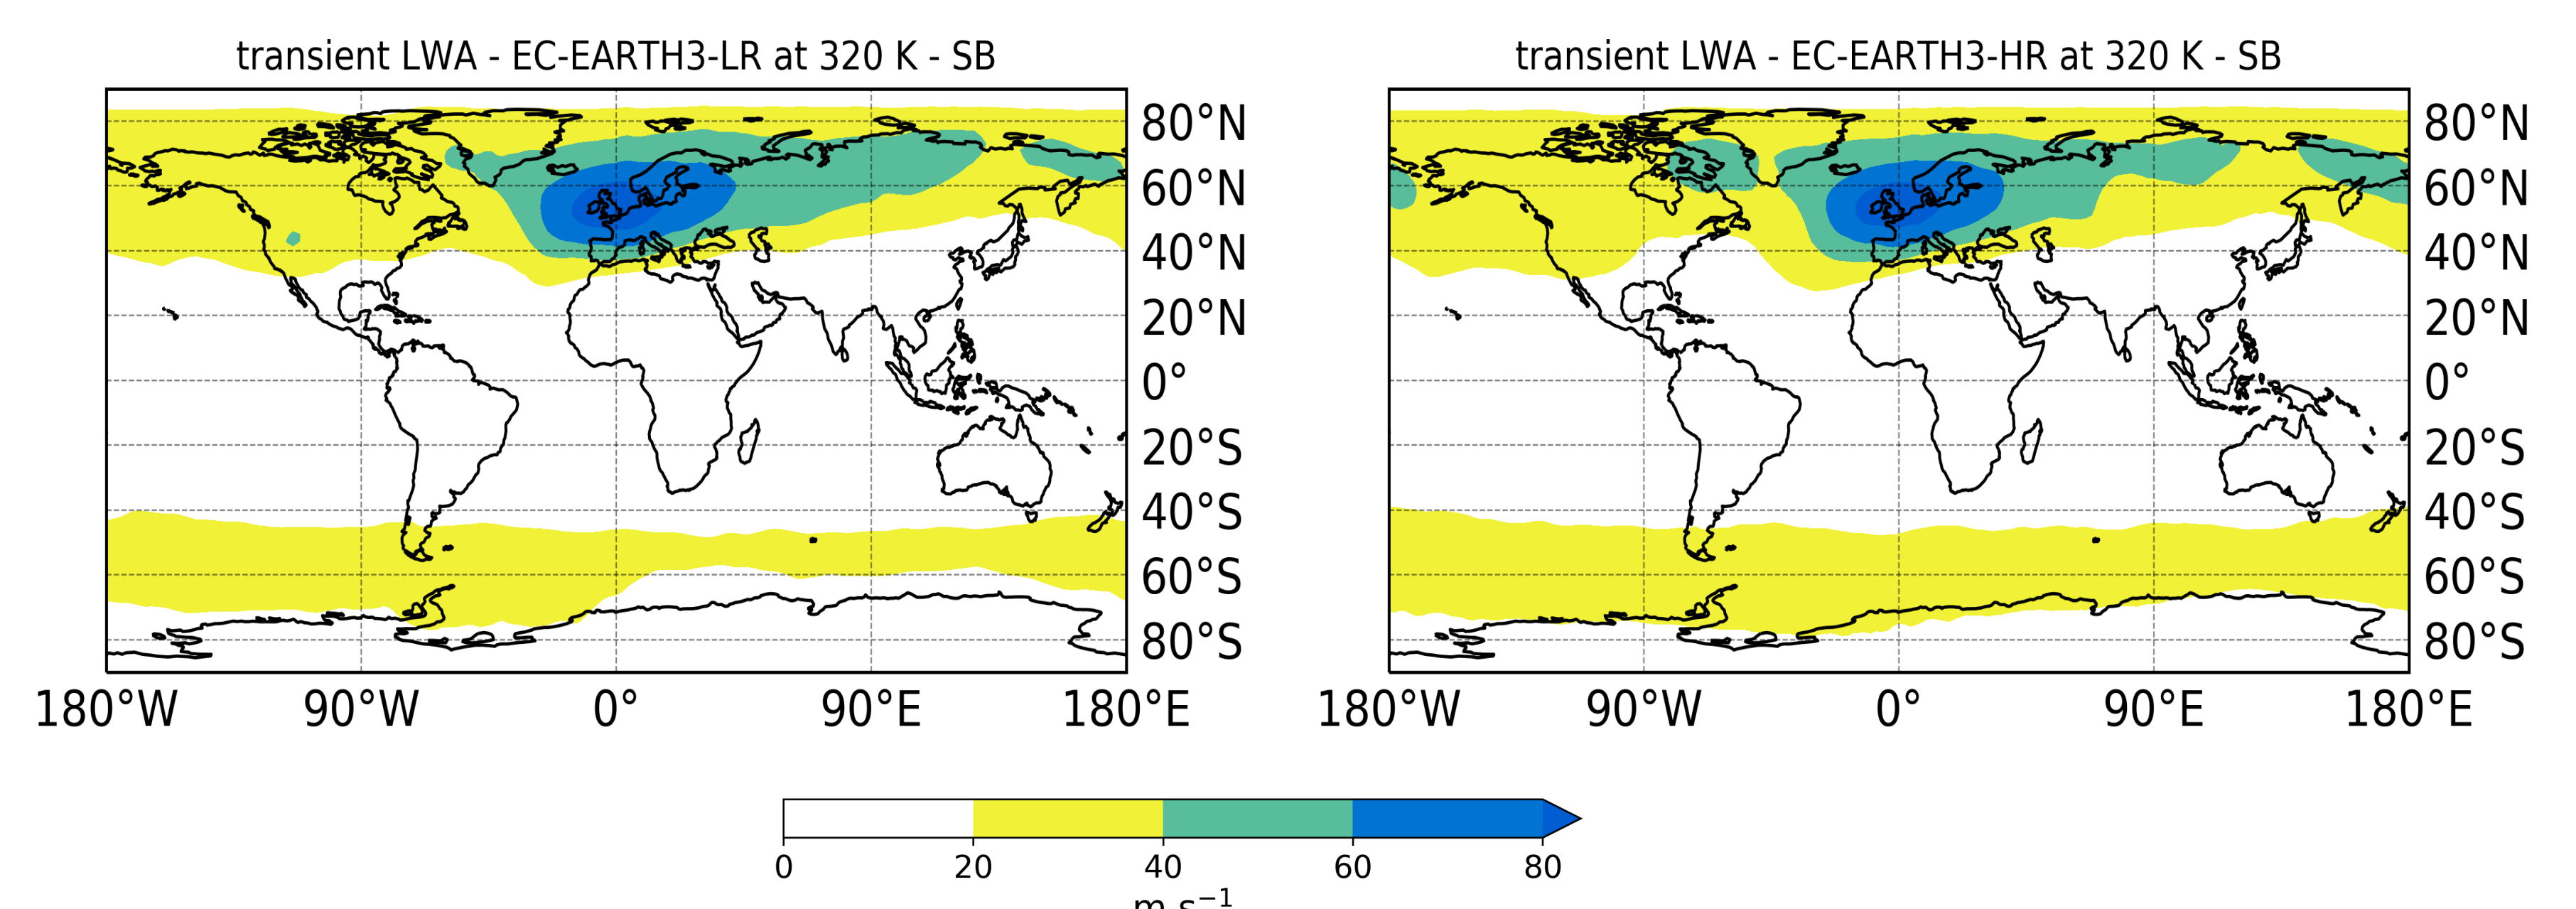 transient LWA - EC-EARTH3-LR at 320 K - SB
transient LWA - EC-EARTH3-HR at 320 K - SB
80°N
60°N
40°N
20°N
0°
20°S
40°S
60°S
80°S
180°W 90°W 0° 90°E 180°E
80°N
60°N
40°N
20°N
0°
20°S
40°S
60°S
80°S
180°W 90°W 0° 90°E 180°E
0 20 40 60 80
m s⁻¹